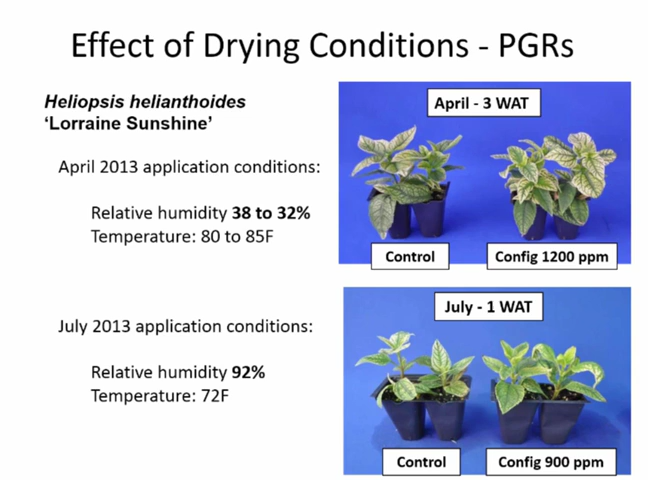 Effect of Drying Conditions - PGRs
Heliopsis helianthoides
‘Lorraine Sunshine’
April 2013 application conditions:
Relative humidity 38 to 32%
Temperature: 80 to 85F
April - 3 WAT
Control
Config 1200 ppm
July 2013 application conditions:
Relative humidity 92%
Temperature: 72F
July - 1 WAT
Control
Config 900 ppm